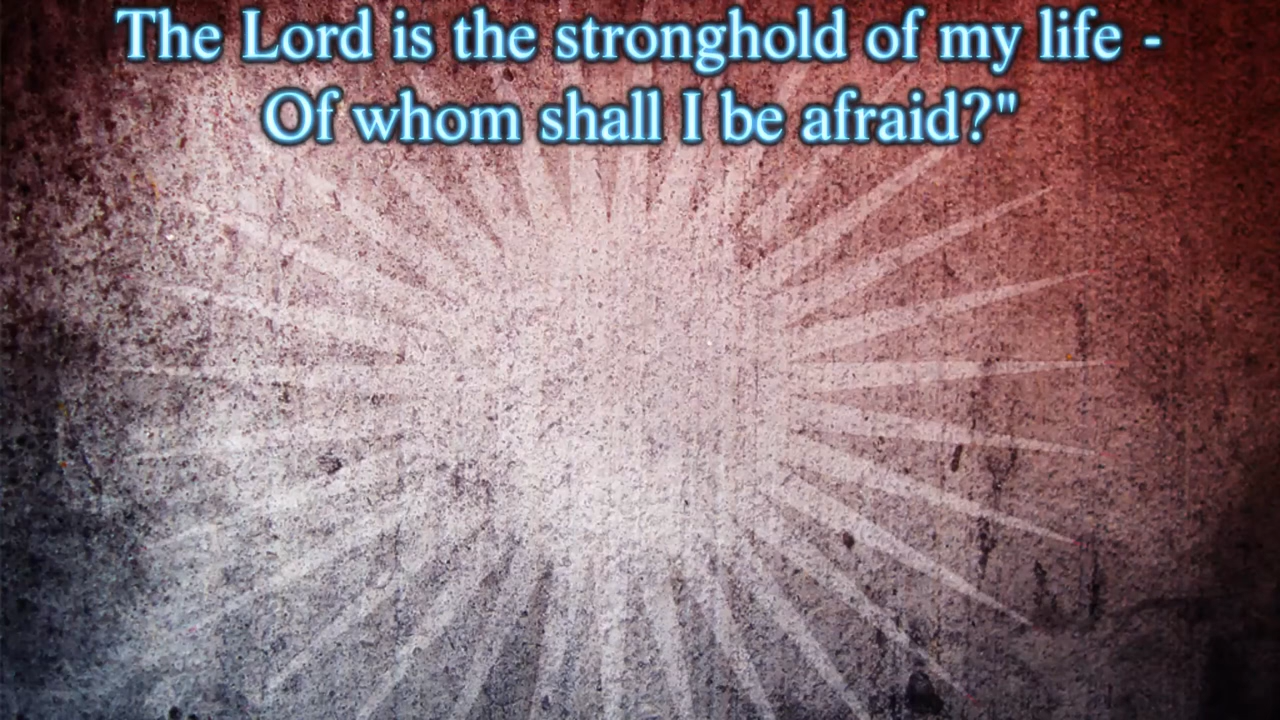 The Lord is the stronghold of my life -
Of whom shall I be afraid?"